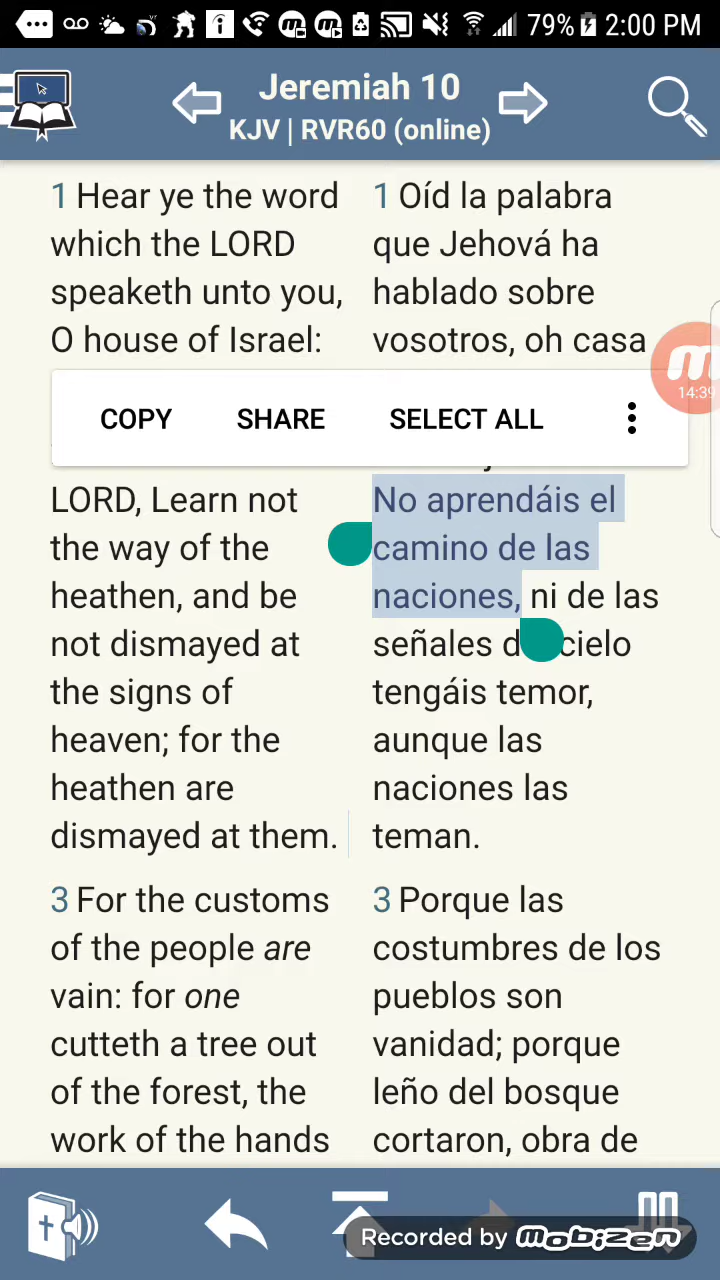 79% 2:00 PM
Jeremiah 10
KJV | RVR60 (online)
1 Hear ye the word
which the LORD
speaketh unto you,
O house of Israel:
LORD, Learn not
the way of the
heathen, and be
not dismayed at
the signs of
heaven; for the
heathen are
dismayed at them.
3 For the customs
of the people are
vain: for one
cutteth a tree out
of the forest, the
work of the hands
1 Oíd la palabra
que Jehová ha
hablado sobre
vosotros, oh casa
No aprendáis el
camino de las
naciones, ni de las
señales cielo
tengáis temor,
aunque las
naciones las
teman.
3 Porque las
costumbres de los
pueblos son
vanidad; porque
leño del bosque
cortaron, obra de
COPY SHARE SELECT ALL
14:39
Recorded by mobizen